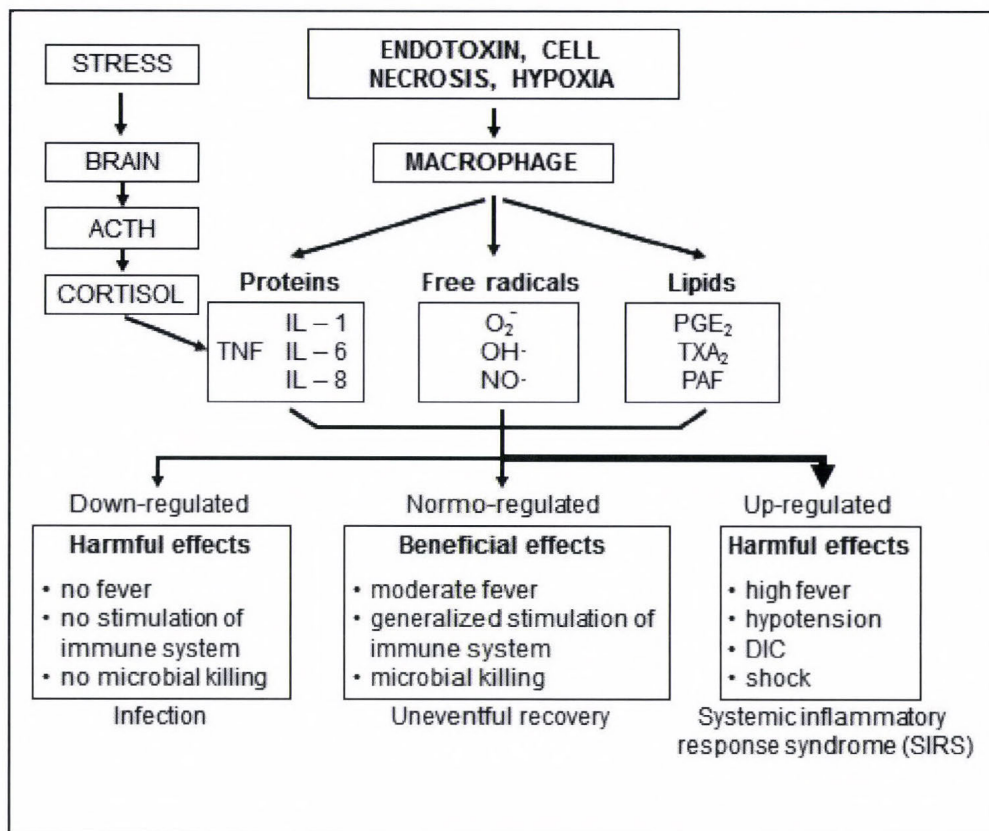 STRESS
BRAIN
ACTH
CORTISOL
ENDOTOXIN, CELL
NECROSIS, HYPOXIA
MACROPHAGE
Proteins
IL – 1
TNF IL – 6
IL – 8
Free radicals
O₂⁻
OH·
NO·
Lipids
PGE₂
TXA₂
PAF
Down-regulated
Harmful effects
• no fever
• no stimulation of
immune system
• no microbial killing
Infection
Normo-regulated
Beneficial effects
• moderate fever
• generalized stimulation of
immune system
• microbial killing
Uneventful recovery
Up-regulated
Harmful effects
• high fever
• hypotension
• DIC
• shock
Systemic inflammatory
response syndrome (SIRS)